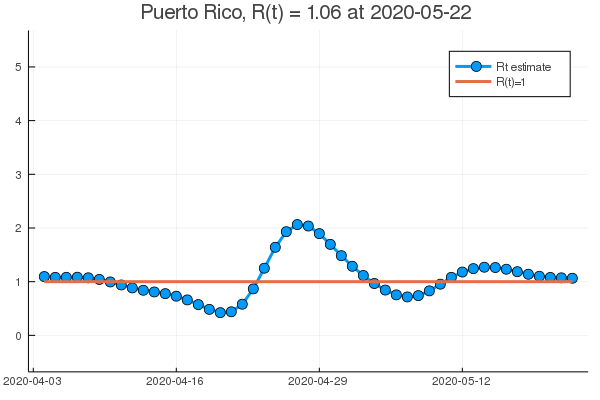 Puerto Rico, R(t) = 1.06 at 2020-05-22
5
Rt estimate
R(t)=1
4
3
2
1
0
2020-04-03 2020-04-16 2020-04-29 2020-05-12